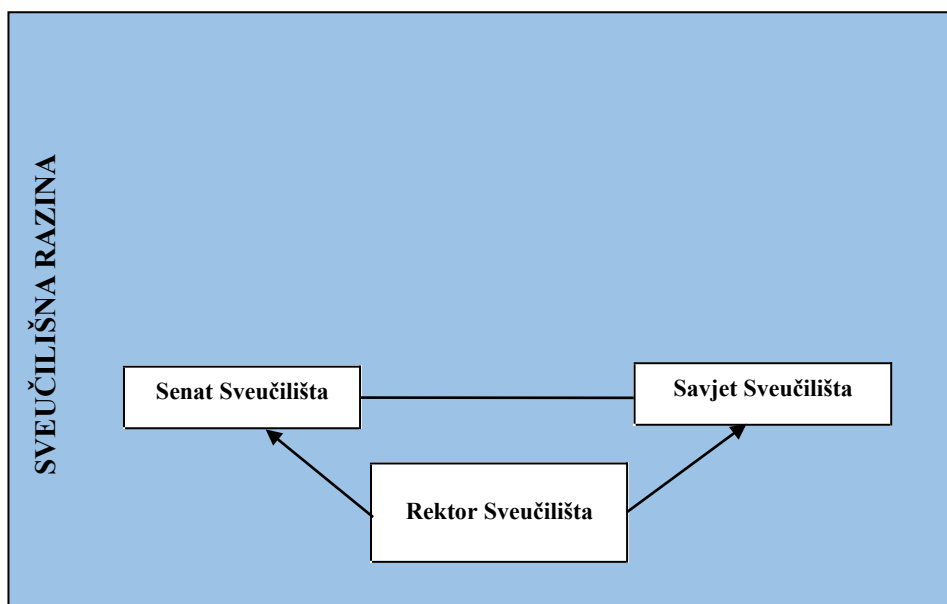 SVEUČILIŠNA RAZINA
Senat Sveučilišta
Savjet Sveučilišta
Rektor Sveučilišta